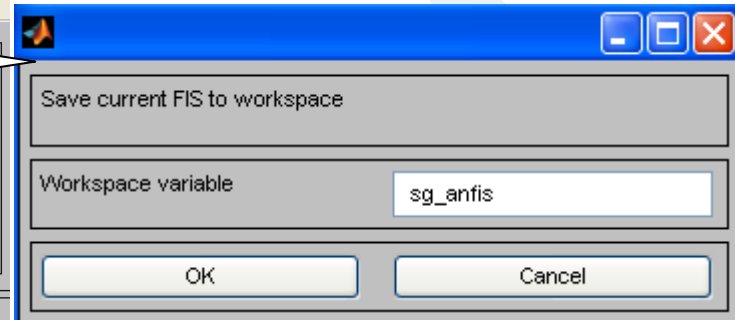 Save current FIS to workspace
Workspace variable
sg_anfis
OK
Cancel